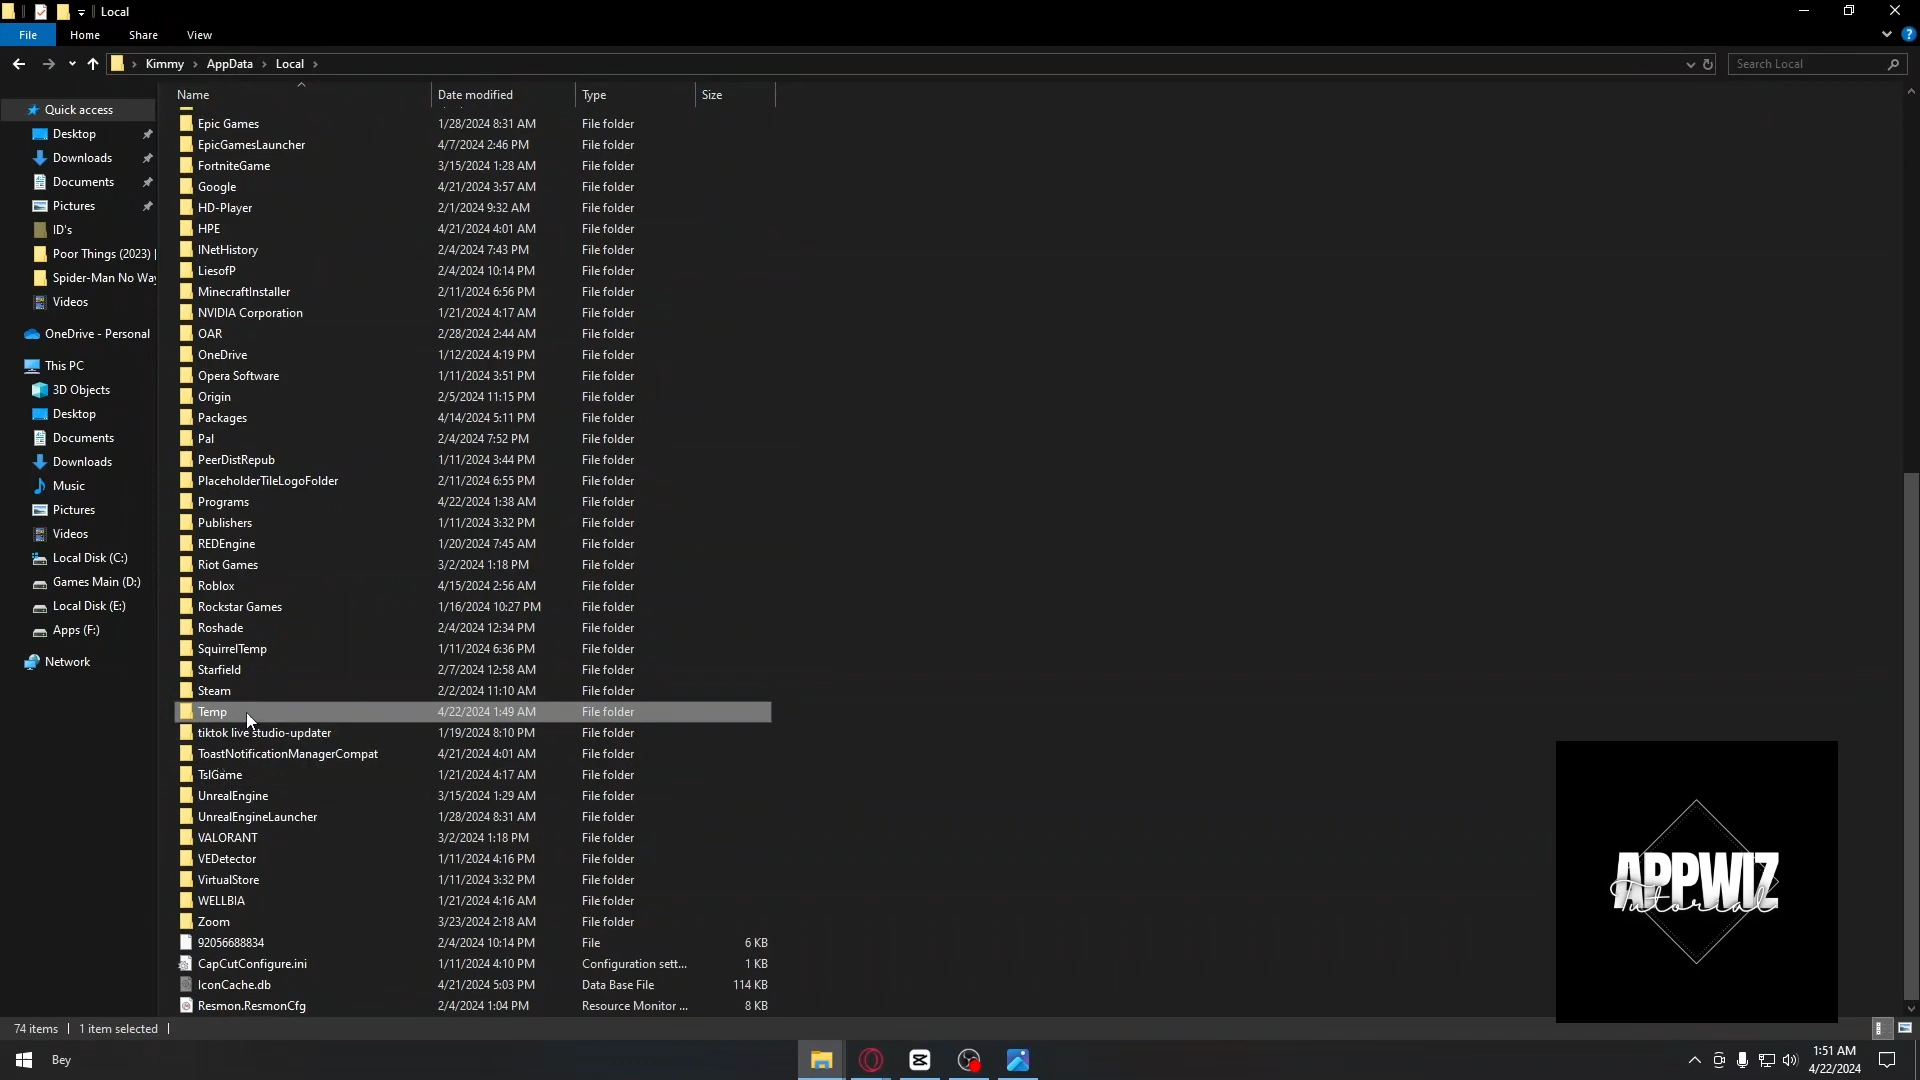 Local
File Home Share View
Kimmy AppData Local
Search Local
Name Date modified Type Size
Quick access
Desktop
Downloads
Documents
Pictures
ID's
Poor Things (2023) |
Spider-Man No Way
Videos
OneDrive - Personal
This PC
3D Objects
Desktop
Documents
Downloads
Music
Pictures
Videos
Local Disk (C:)
Games Main (D:)
Local Disk (E:)
Apps (F:)
Network
Epic Games 1/28/2024 8:31 AM File folder
EpicGamesLauncher 4/7/2024 2:46 PM File folder
FortniteGame 3/15/2024 1:28 AM File folder
Google 4/21/2024 3:57 AM File folder
HD-Player 2/1/2024 9:32 AM File folder
HPE 4/21/2024 4:01 AM File folder
INetHistory 2/4/2024 7:43 PM File folder
LiesofP 2/4/2024 10:14 PM File folder
MinecraftInstaller 2/11/2024 6:56 PM File folder
NVIDIA Corporation 1/21/2024 4:17 AM File folder
OAR 2/28/2024 2:44 AM File folder
OneDrive 1/12/2024 4:19 PM File folder
Opera Software 1/11/2024 3:51 PM File folder
Origin 2/5/2024 11:15 PM File folder
Packages 4/14/2024 5:11 PM File folder
Pal 2/4/2024 7:52 PM File folder
PeerDistRepub 1/11/2024 3:44 PM File folder
PlaceholderTileLogoFolder 2/11/2024 6:55 PM File folder
Programs 4/22/2024 1:38 AM File folder
Publishers 1/11/2024 3:32 PM File folder
REDEngine 1/20/2024 7:45 AM File folder
Riot Games 3/2/2024 1:18 PM File folder
Roblox 4/15/2024 2:56 AM File folder
Rockstar Games 1/16/2024 10:27 PM File folder
Roshade 2/4/2024 12:34 PM File folder
SquirrelTemp 1/11/2024 6:36 PM File folder
Starfield 2/7/2024 12:58 AM File folder
Steam 2/2/2024 11:10 AM File folder
Temp 4/22/2024 1:49 AM File folder
tiktok live studio-updater 1/19/2024 8:10 PM File folder
ToastNotificationManagerCompat 4/21/2024 4:01 AM File folder
TslGame 1/21/2024 4:17 AM File folder
UnrealEngine 3/15/2024 1:29 AM File folder
UnrealEngineLauncher 1/28/2024 8:31 AM File folder
VALORANT 3/2/2024 1:18 PM File folder
VEDetector 1/11/2024 4:16 PM File folder
VirtualStore 1/11/2024 3:32 PM File folder
WELLBIA 1/21/2024 4:16 AM File folder
Zoom 3/23/2024 2:18 AM File folder
92056688834 2/4/2024 10:14 PM File 6 KB
CapCutConfigure.ini 1/11/2024 4:10 PM Configuration sett... 1 KB
IconCache.db 4/21/2024 5:03 PM Data Base File 114 KB
Resmon.ResmonCfg 2/4/2024 1:04 PM Resource Monitor ... 8 KB
APPWIZ
Tutorial
74 items 1 item selected
Bey
1:51 AM
4/22/2024